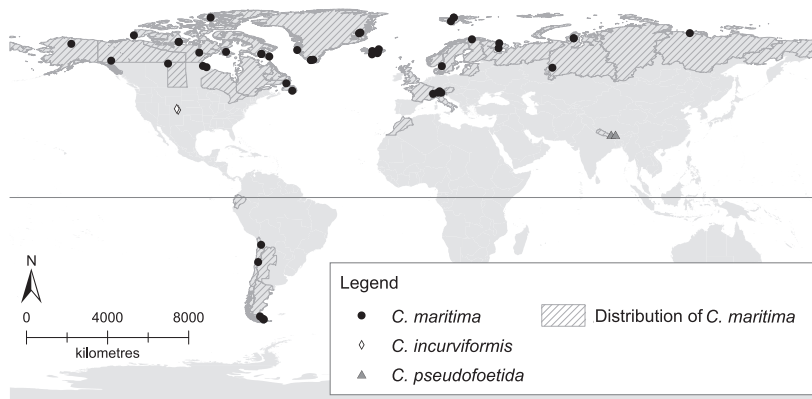 N
0 4000 8000
kilometres
Legend
C. maritima
Distribution of C. maritima
C. incurviformis
C. pseudofoetida